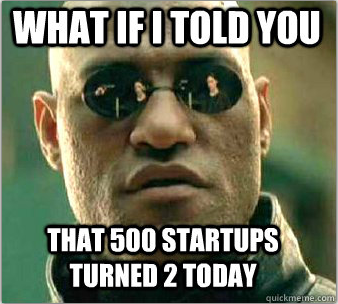 WHAT IF I TOLD YOU
THAT 500 STARTUPS
TURNED 2 TODAY
quickmeme.com